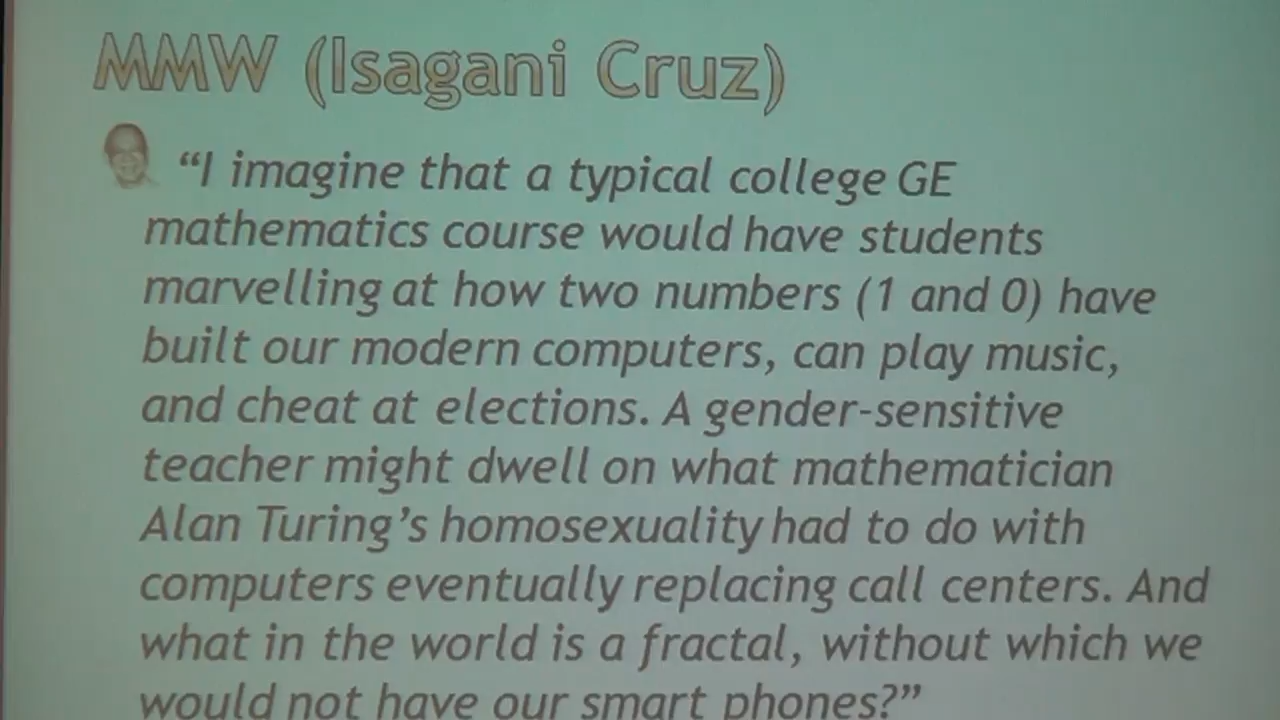 MMW (Isagani Cruz)
“I imagine that a typical college GE
mathematics course would have students
marvelling at how two numbers (1 and 0) have
built our modern computers, can play music,
and cheat at elections. A gender-sensitive
teacher might dwell on what mathematician
Alan Turing’s homosexuality had to do with
computers eventually replacing call centers. And
what in the world is a fractal, without which we
would not have our smart phones?”